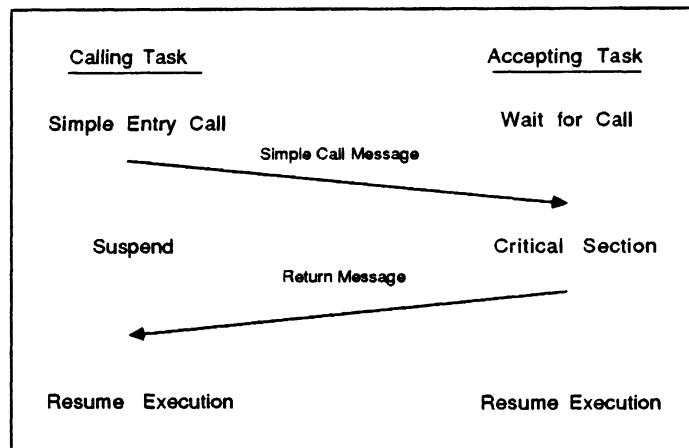 Calling Task
Accepting Task
Simple Entry Call
Wait for Call
Simple Call Message
Suspend
Critical Section
Return Message
Resume Execution
Resume Execution